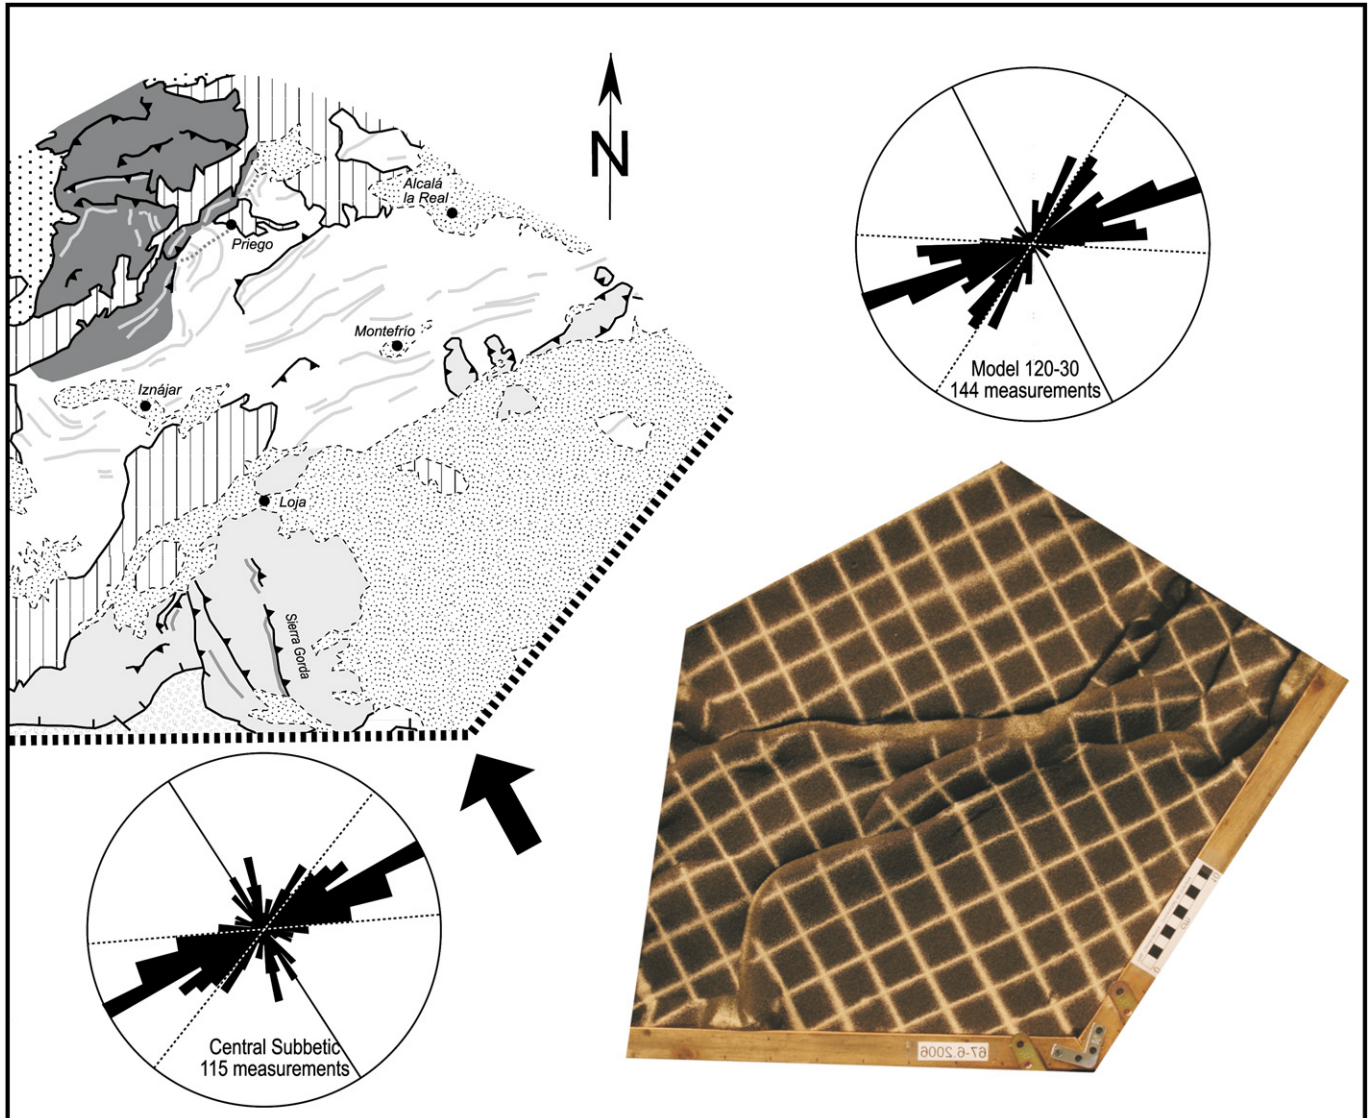 N
Alcalá
la Real
Priego
Montefrío
Iznájar
Loja
Sierra Gorda
Model 120-30
144 measurements
Central Subbetic
115 measurements
67-6.2006